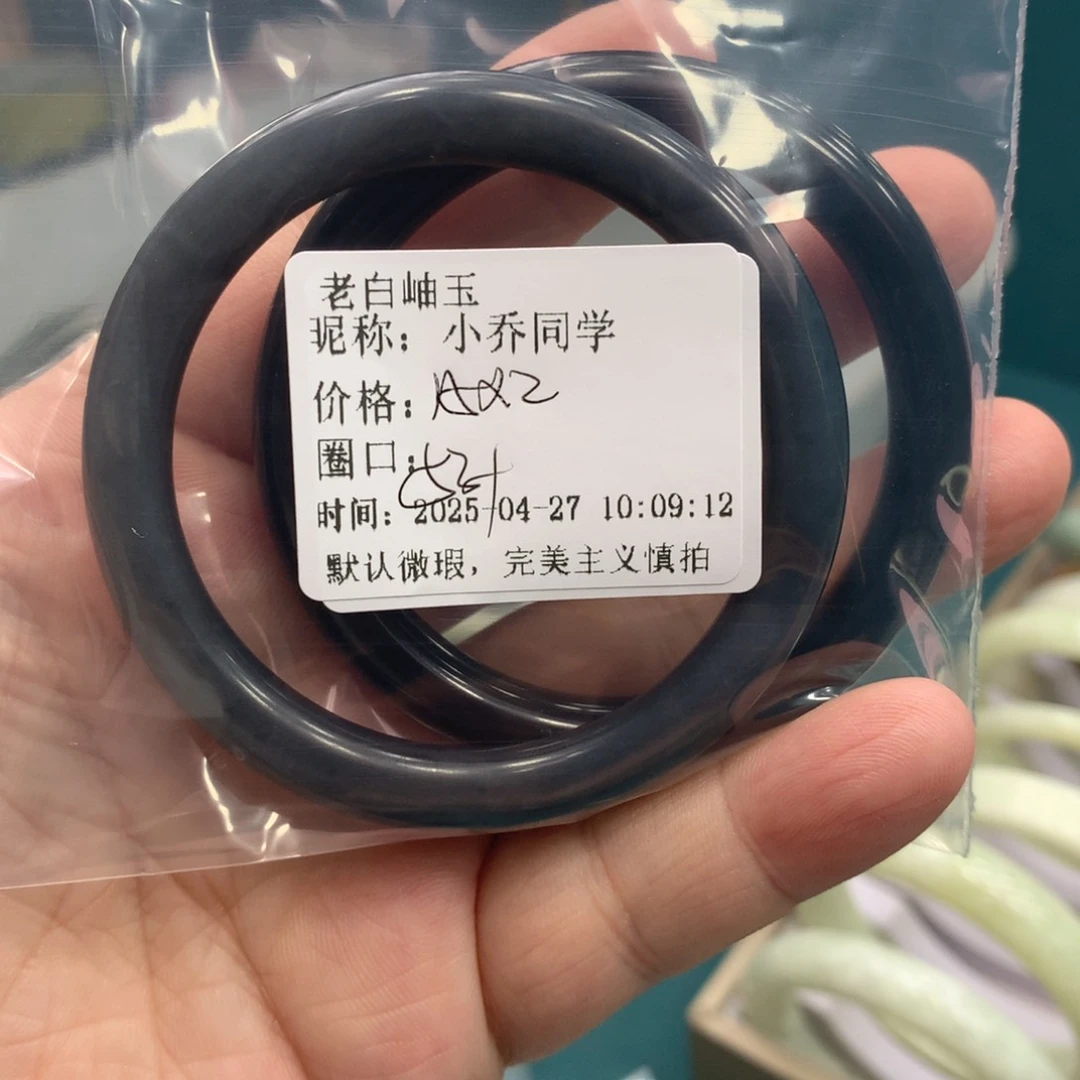 老白岫玉
昵称：小乔同学
价格：
圈口：
时间：2025-04-27 10:09:12
默认微瑕，完美主义慎拍